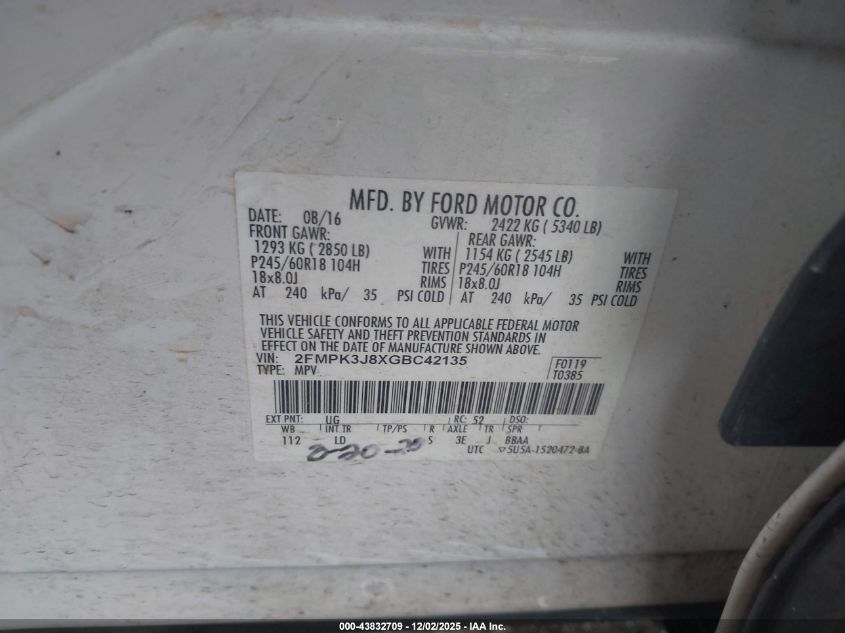 MFD. BY FORD MOTOR CO.
DATE: 08/16 GVWR: 2422 KG ( 5340 LB)
FRONT GAWR: REAR GAWR:
1293 KG ( 2850 LB) WITH 1154 KG ( 2545 LB) WITH
P245/60R18 104H TIRES P245/60R18 104H TIRES
18x8.0J RIMS 18x8.0J RIMS
AT 240 kPa/ 35 PSI COLD AT 240 kPa/ 35 PSI COLD
THIS VEHICLE CONFORMS TO ALL APPLICABLE FEDERAL MOTOR
VEHICLE SAFETY AND THEFT PREVENTION STANDARDS IN
EFFECT ON THE DATE OF MANUFACTURE SHOWN ABOVE.
VIN: 2FMPK3J8XGBC42135 F0119
TYPE: MPV T0385
EXT PNT: UG RC: 52 DSO:
WB INT TR TP/PS R AXLE TR SPR
112 LD S 3E J BBAA
UTC 5U5A-1520472-BA
000-43832709 - 12/02/2025 - IAA Inc.